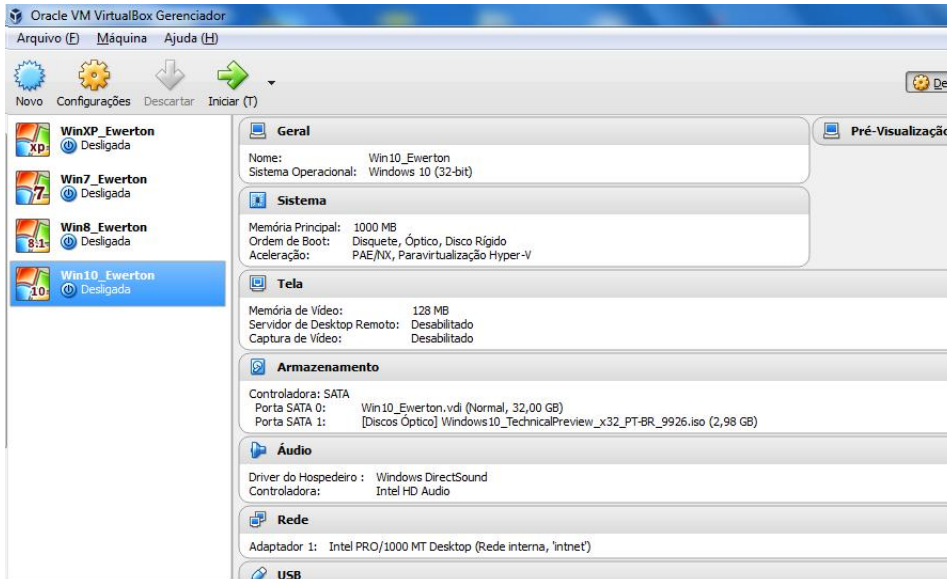 Oracle VM VirtualBox Gerenciador
Arquivo (F) Máquina Ajuda (H)
Novo Configurações Descartar Iniciar (T)
De
WinXP_Ewerton
Desligada
Win7_Ewerton
Desligada
Win8_Ewerton
Desligada
Win10_Ewerton
Desligada
Geral
Nome: Win10_Ewerton
Sistema Operacional: Windows 10 (32-bit)
Pré-Visualização
Sistema
Memória Principal: 1000 MB
Ordem de Boot: Disquete, Óptico, Disco Rígido
Aceleração: PAE/NX, Paravirtualização Hyper-V
Tela
Memória de Vídeo: 128 MB
Servidor de Desktop Remoto: Desabilitado
Captura de Vídeo: Desabilitado
Armazenamento
Controladora: SATA
Porta SATA 0: Win10_Ewerton.vdi (Normal, 32,00 GB)
Porta SATA 1: [Discos Óptico] Windows10_TechnicalPreview_x32_PT-BR_9926.iso (2,98 GB)
Áudio
Driver do Hospedeiro : Windows DirectSound
Controladora: Intel HD Audio
Rede
Adaptador 1: Intel PRO/1000 MT Desktop (Rede interna, 'intnet')
USB